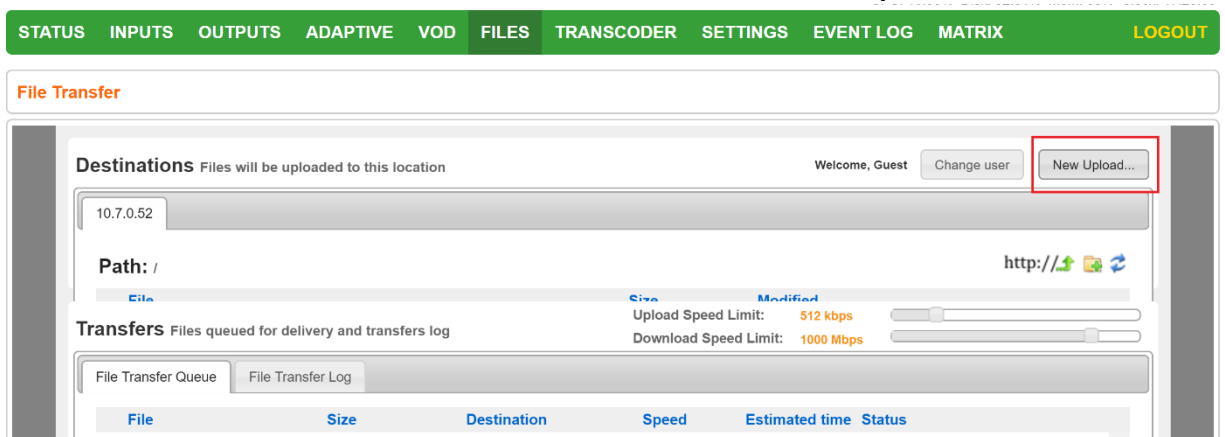 STATUS INPUTS OUTPUTS ADAPTIVE VOD FILES TRANSCODER SETTINGS EVENT LOG MATRIX LOGOUT
File Transfer
Destinations Files will be uploaded to this location Welcome, Guest Change user New Upload...
10.7.0.52
Path: / http://
File Size Modified
Upload Speed Limit: 512 kbps
Transfers Files queued for delivery and transfers log
Download Speed Limit: 1000 Mbps
File Transfer Queue File Transfer Log
File Size Destination Speed Estimated time Status